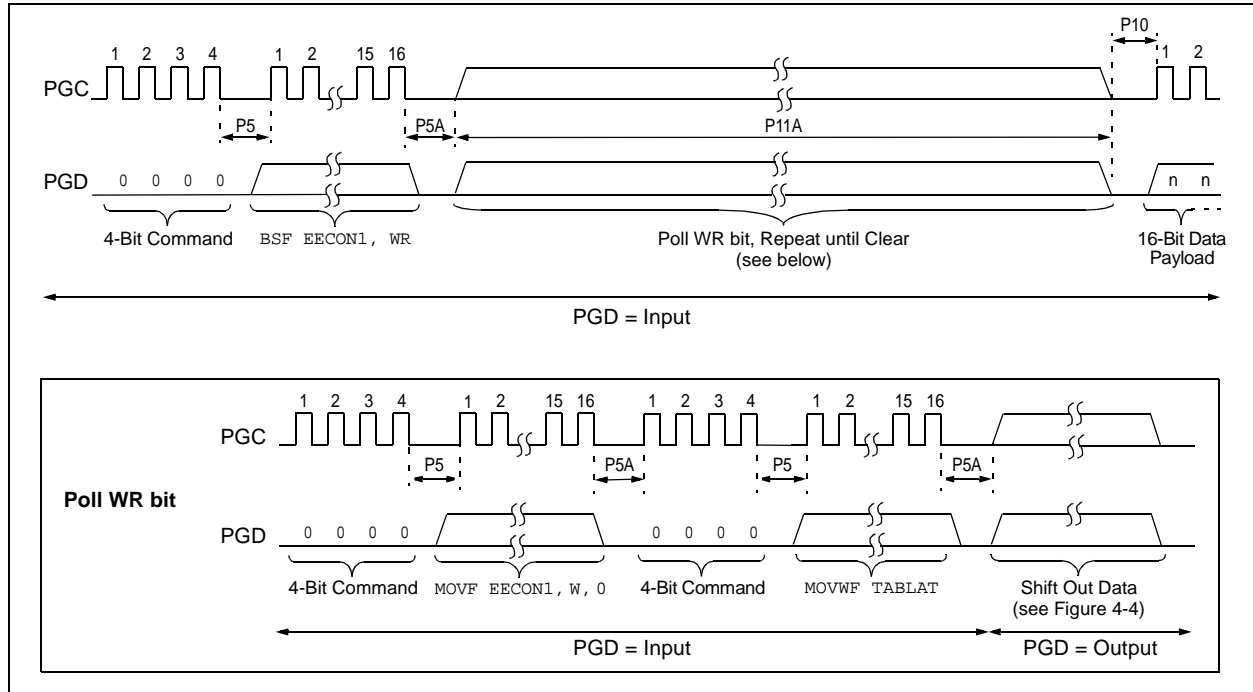 P10
1 2 3 4 1 2 15 16 1 2
PGC
P5 P5A P11A
PGD 0 0 0 0 n n
4-Bit Command BSF EECON1, WR Poll WR bit, Repeat until Clear 16-Bit Data
(see below) Payload
PGD = Input
1 2 3 4 1 2 15 16 1 2 3 4 1 2 15 16
PGC
P5 P5A P5 P5A
Poll WR bit
PGD 0 0 0 0 0 0 0 0
4-Bit Command MOVF EECON1, W, 0 4-Bit Command MOVWF TABLAT Shift Out Data
(see Figure 4-4)
PGD = Input PGD = Output